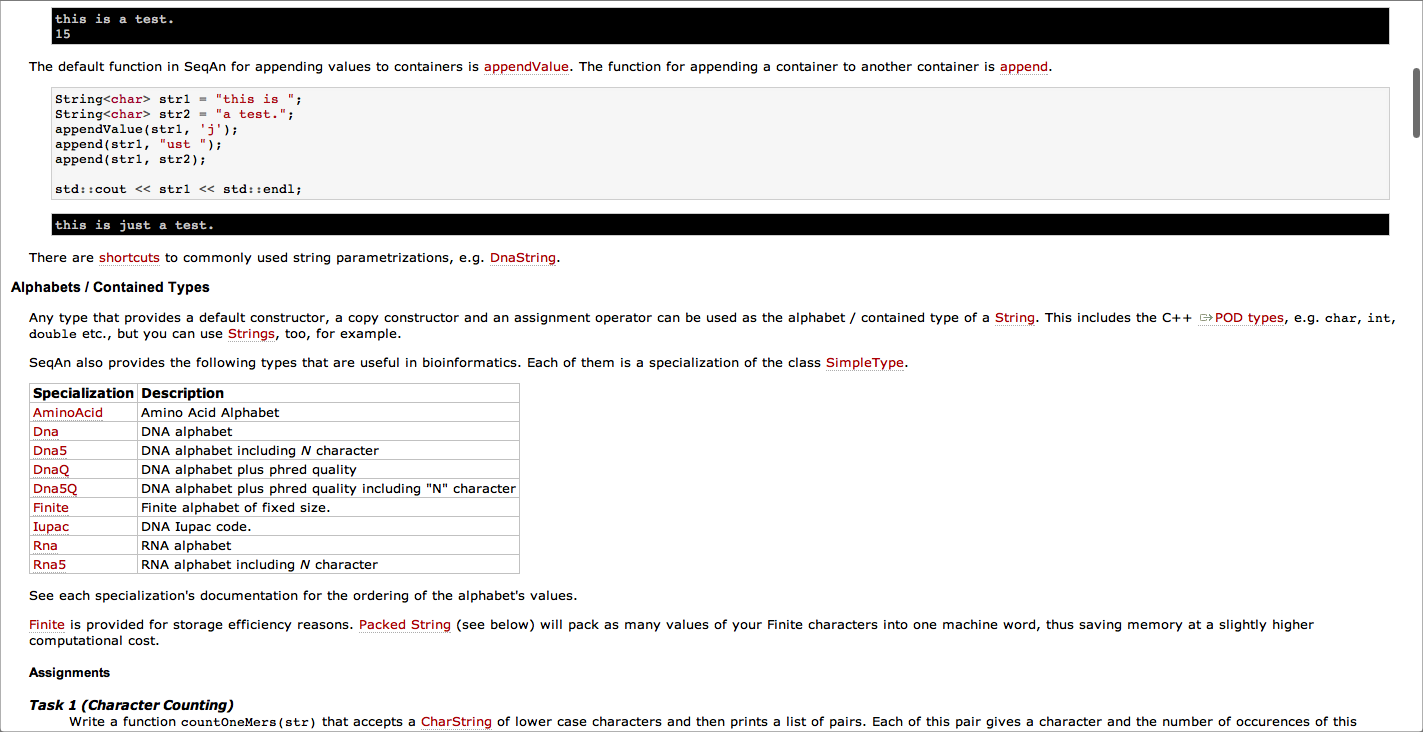 this is a test.
15
The default function in SeqAn for appending values to containers is appendValue. The function for appending a container to another container is append.
String<char> str1 = "this is ";
String<char> str2 = "a test.";
appendValue(str1, 'j');
append(str1, "ust ");
append(str1, str2);
std::cout << str1 << std::endl;
this is just a test.
There are shortcuts to commonly used string parametrizations, e.g. DnaString.
Alphabets / Contained Types
Any type that provides a default constructor, a copy constructor and an assignment operator can be used as the alphabet / contained type of a String. This includes the C++ POD types, e.g. char, int,
double etc., but you can use Strings, too, for example.
SeqAn also provides the following types that are useful in bioinformatics. Each of them is a specialization of the class SimpleType.
Specialization Description
AminoAcid Amino Acid Alphabet
Dna DNA alphabet
Dna5 DNA alphabet including N character
DnaQ DNA alphabet plus phred quality
Dna5Q DNA alphabet plus phred quality including "N" character
Finite Finite alphabet of fixed size.
Iupac DNA Iupac code.
Rna RNA alphabet
Rna5 RNA alphabet including N character
See each specialization's documentation for the ordering of the alphabet's values.
Finite is provided for storage efficiency reasons. Packed String (see below) will pack as many values of your Finite characters into one machine word, thus saving memory at a slightly higher
computational cost.
Assignments
Task 1 (Character Counting)
Write a function countOneMers(str) that accepts a CharString of lower case characters and then prints a list of pairs. Each of this pair gives a character and the number of occurences of this